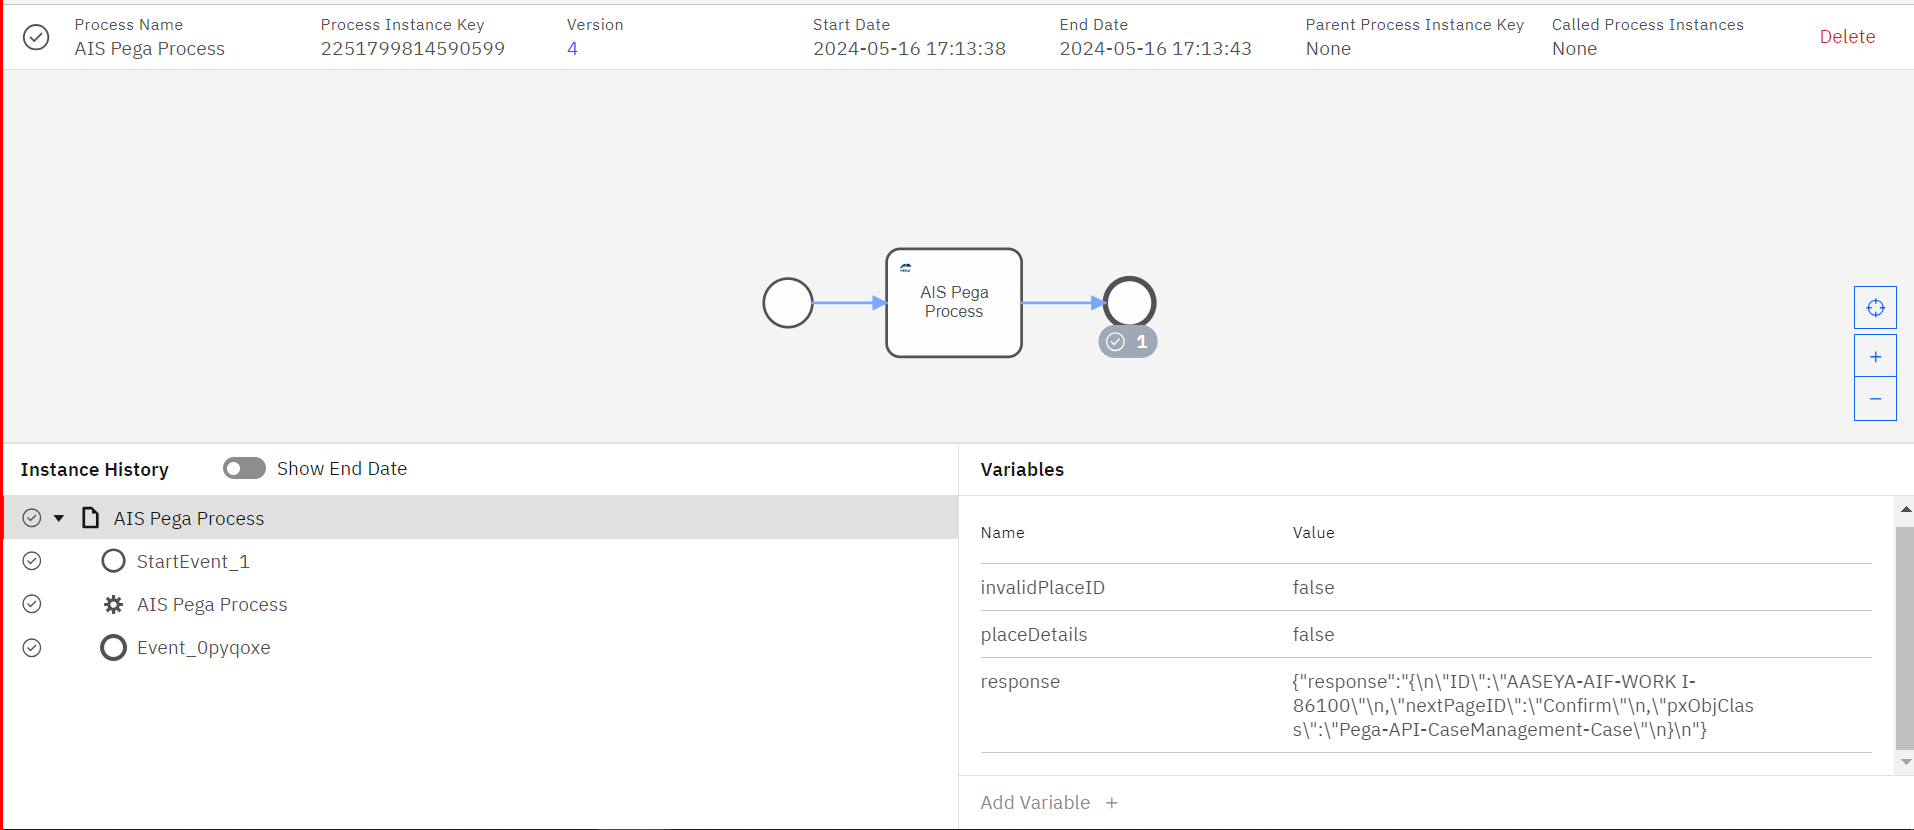 Process Name
AIS Pega Process
Process Instance Key
2251799814590599
Version
4
Start Date
2024-05-16 17:13:38
End Date
2024-05-16 17:13:43
Parent Process Instance Key
None
Called Process Instances
None
Delete
PEGA
AIS Pega
Process
1
Instance History
Show End Date
AIS Pega Process
StartEvent_1
AIS Pega Process
Event_0pyqoxe
Variables
Name Value
invalidPlaceID false
placeDetails false
response {"response":"{\n\"ID\":\"AASEYA-AIF-WORK I-
86100\"\n,\"nextPageID\":\"Confirm\"\n,\"pxObjClas
s\":\"Pega-API-CaseManagement-Case\"\n}\n"}
Add Variable +